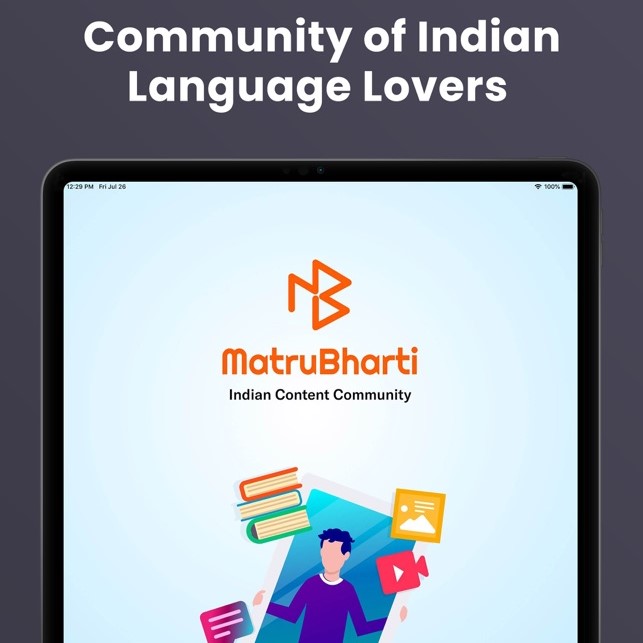 Community of Indian
Language Lovers
12:29 PM Fri Jul 26
100%
MatruBharti
Indian Content Community